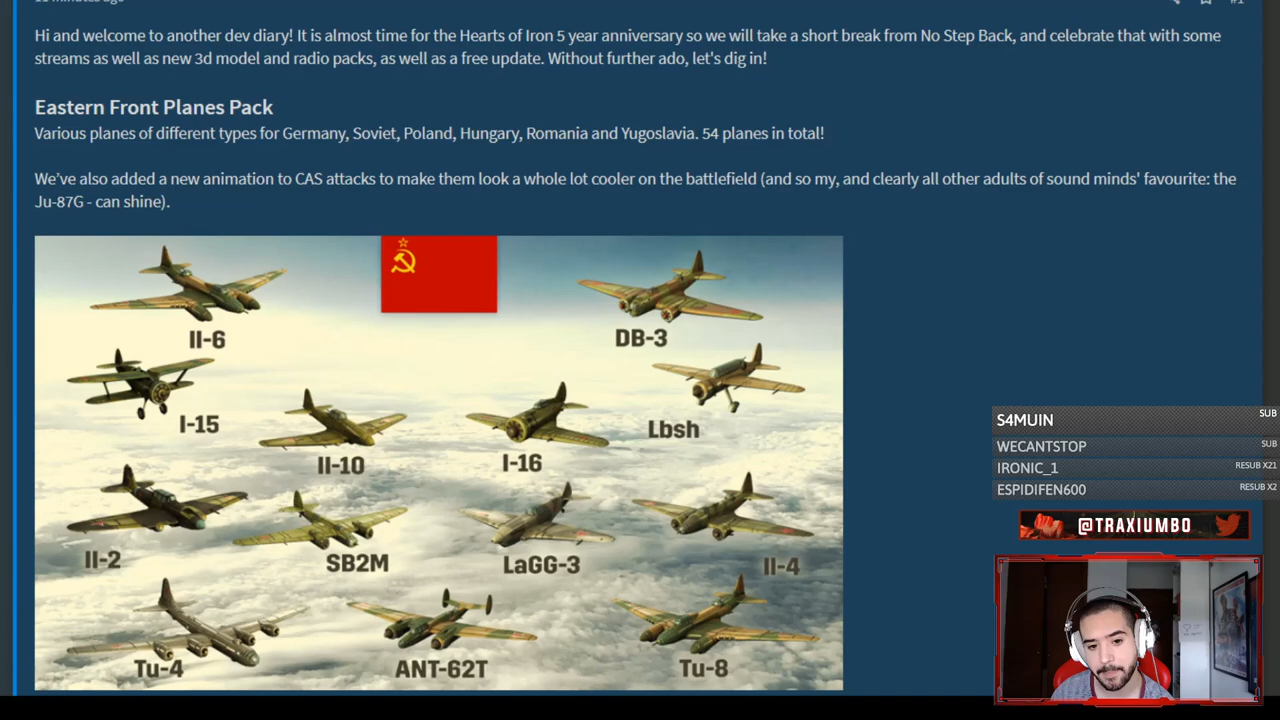 Hi and welcome to another dev diary! It is almost time for the Hearts of Iron 5 year anniversary so we will take a short break from No Step Back, and celebrate that with some
streams as well as new 3d model and radio packs, as well as a free update. Without further ado, let's dig in!
Eastern Front Planes Pack
Various planes of different types for Germany, Soviet, Poland, Hungary, Romania and Yugoslavia. 54 planes in total!
We've also added a new animation to CAS attacks to make them look a whole lot cooler on the battlefield (and so my, and clearly all other adults of sound minds' favourite: the
Ju-87G - can shine).
Il-6
DB-3
I-15
Lbsh
Il-10
I-16
Il-2
SB2M
LaGG-3
Il-4
Tu-4
ANT-62T
Tu-8
S4MUIN SUB
WECANTSTOP SUB
IRONIC_1 RESUB X21
ESPIDIFEN600 RESUB X2
@TRAXIUMBO